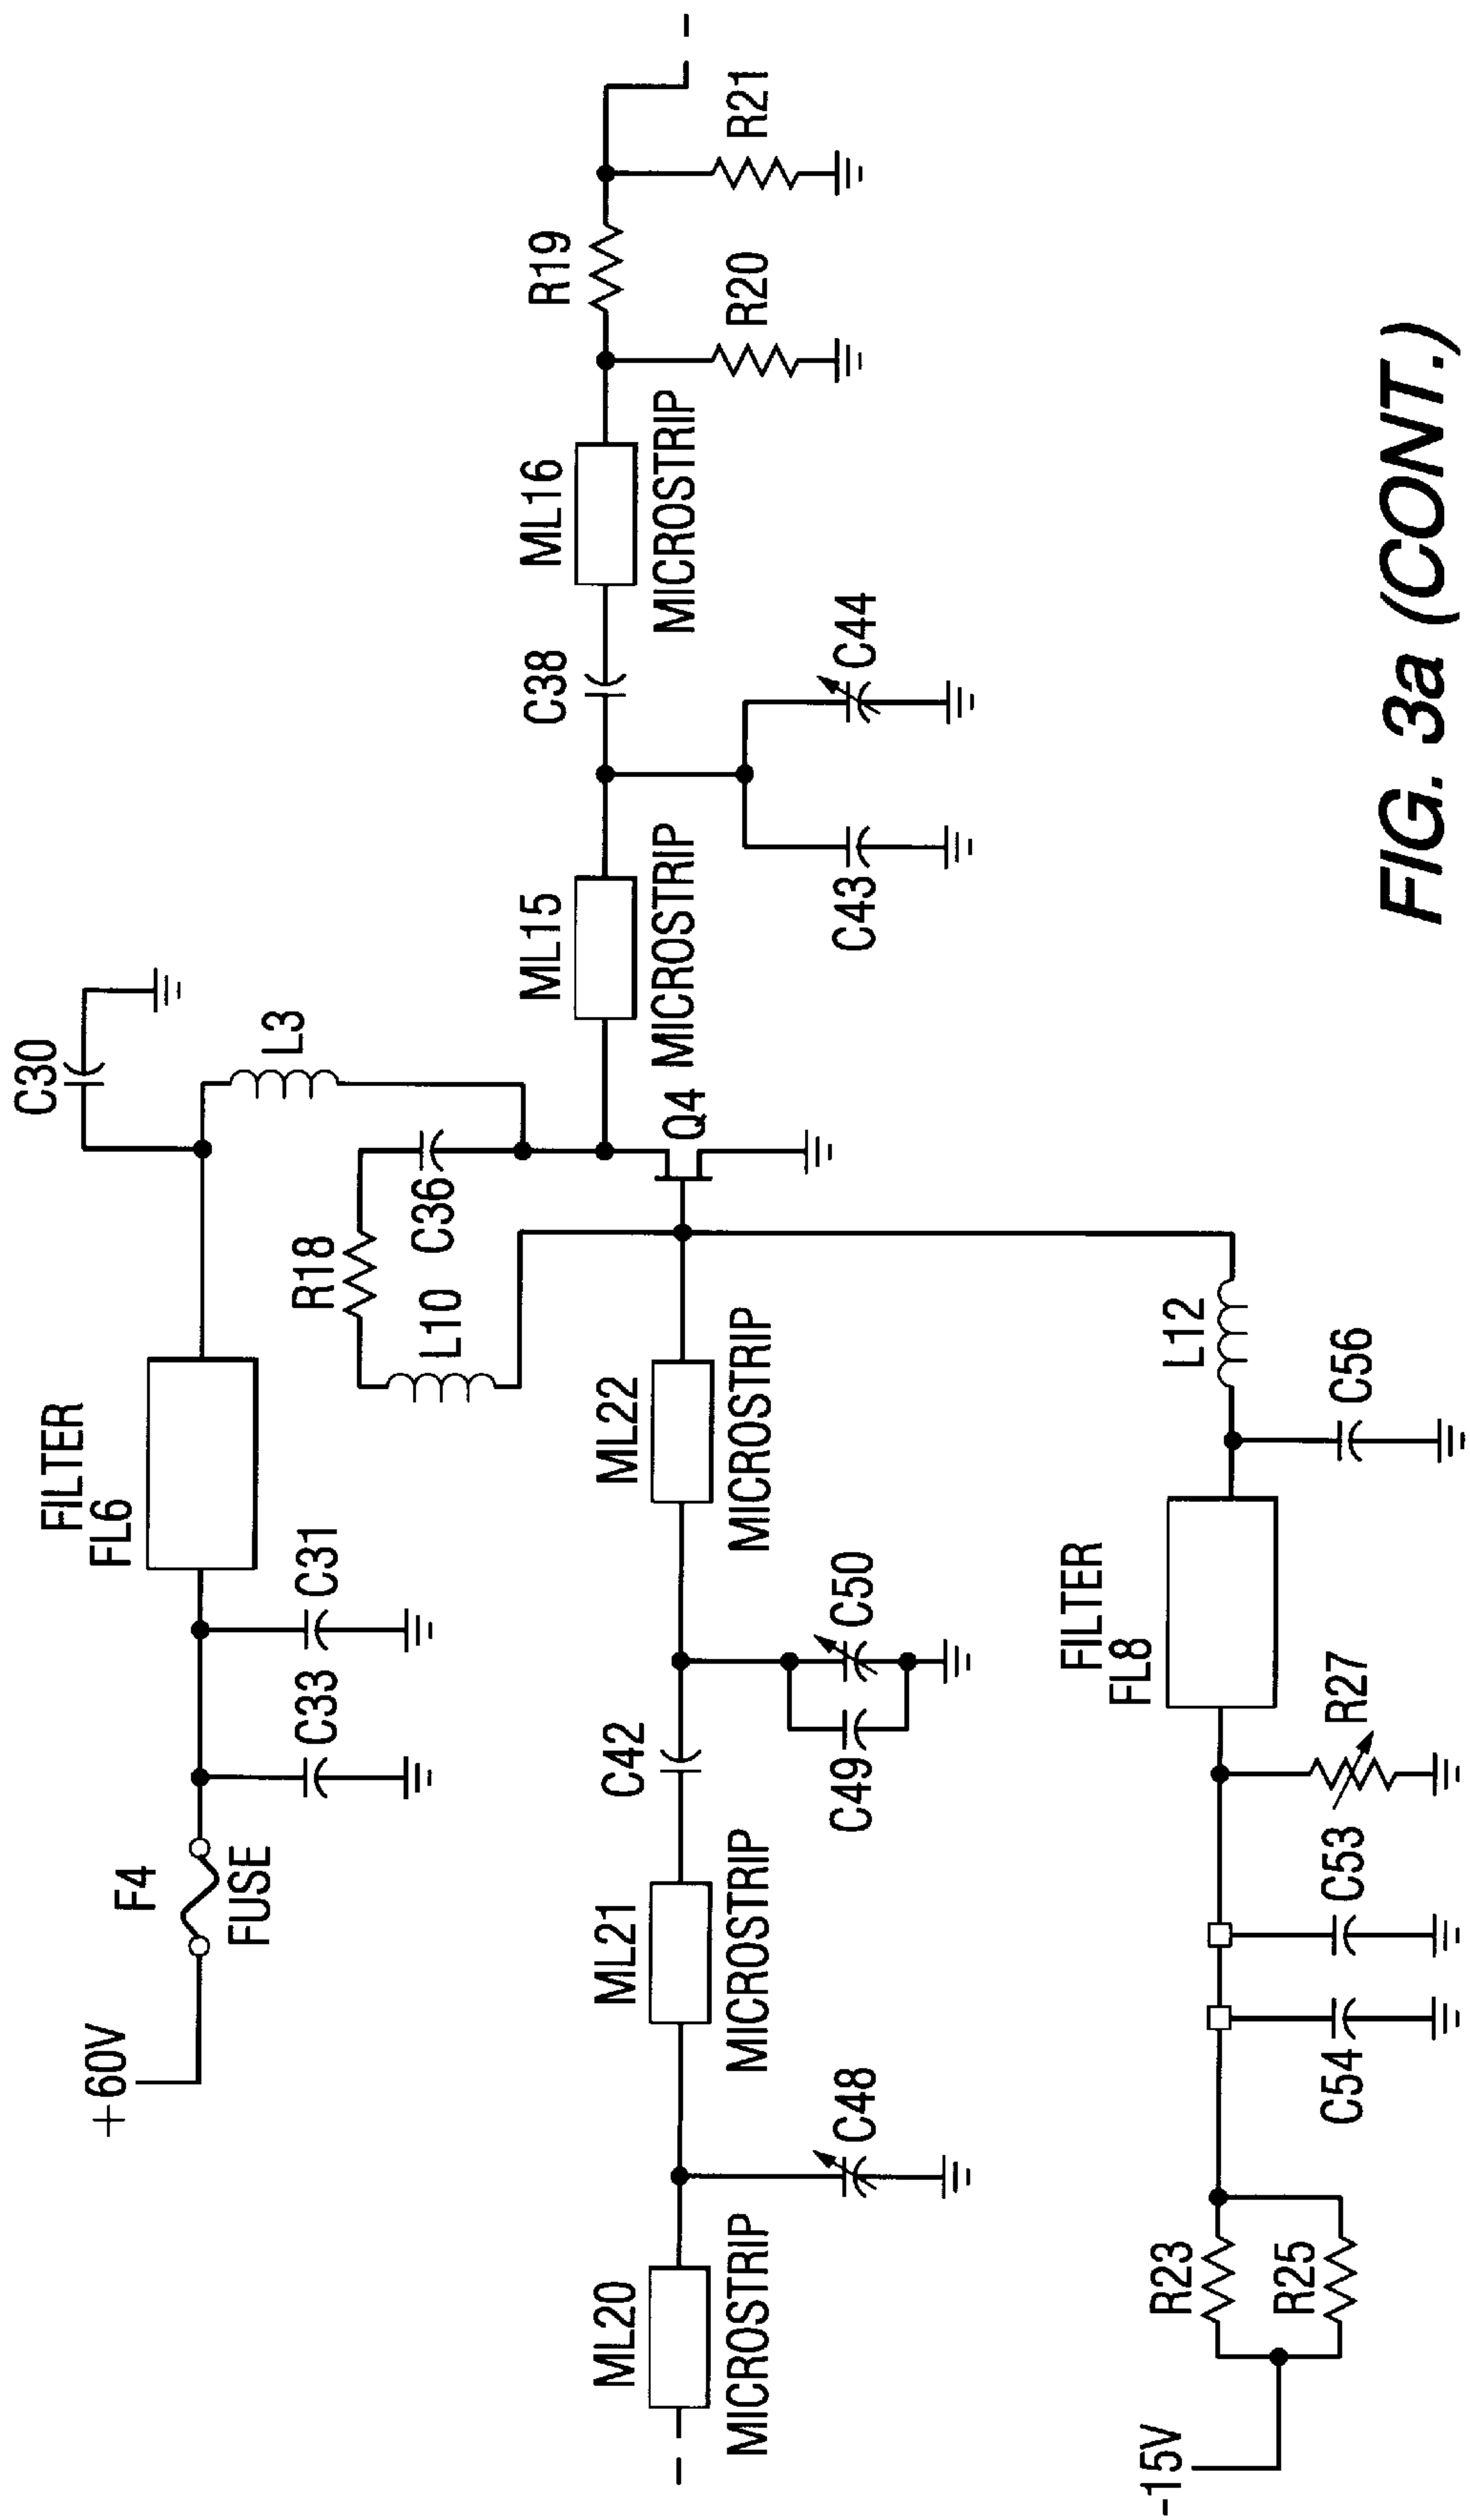 +60V
F4
FUSE
C33
C31
FILTER
FL6
C30
L3
R18
C36
L10
Q4
ML20
MICROSTRIP
C48
ML21
MICROSTRIP
C42
C49
C50
ML22
MICROSTRIP
ML15
MICROSTRIP
C43
C44
C38
ML16
MICROSTRIP
R19
R20
R21
-15V
R23
R25
C54
C53
R27
FILTER
FL8
L12
C56
FIG. 3a (CONT.)